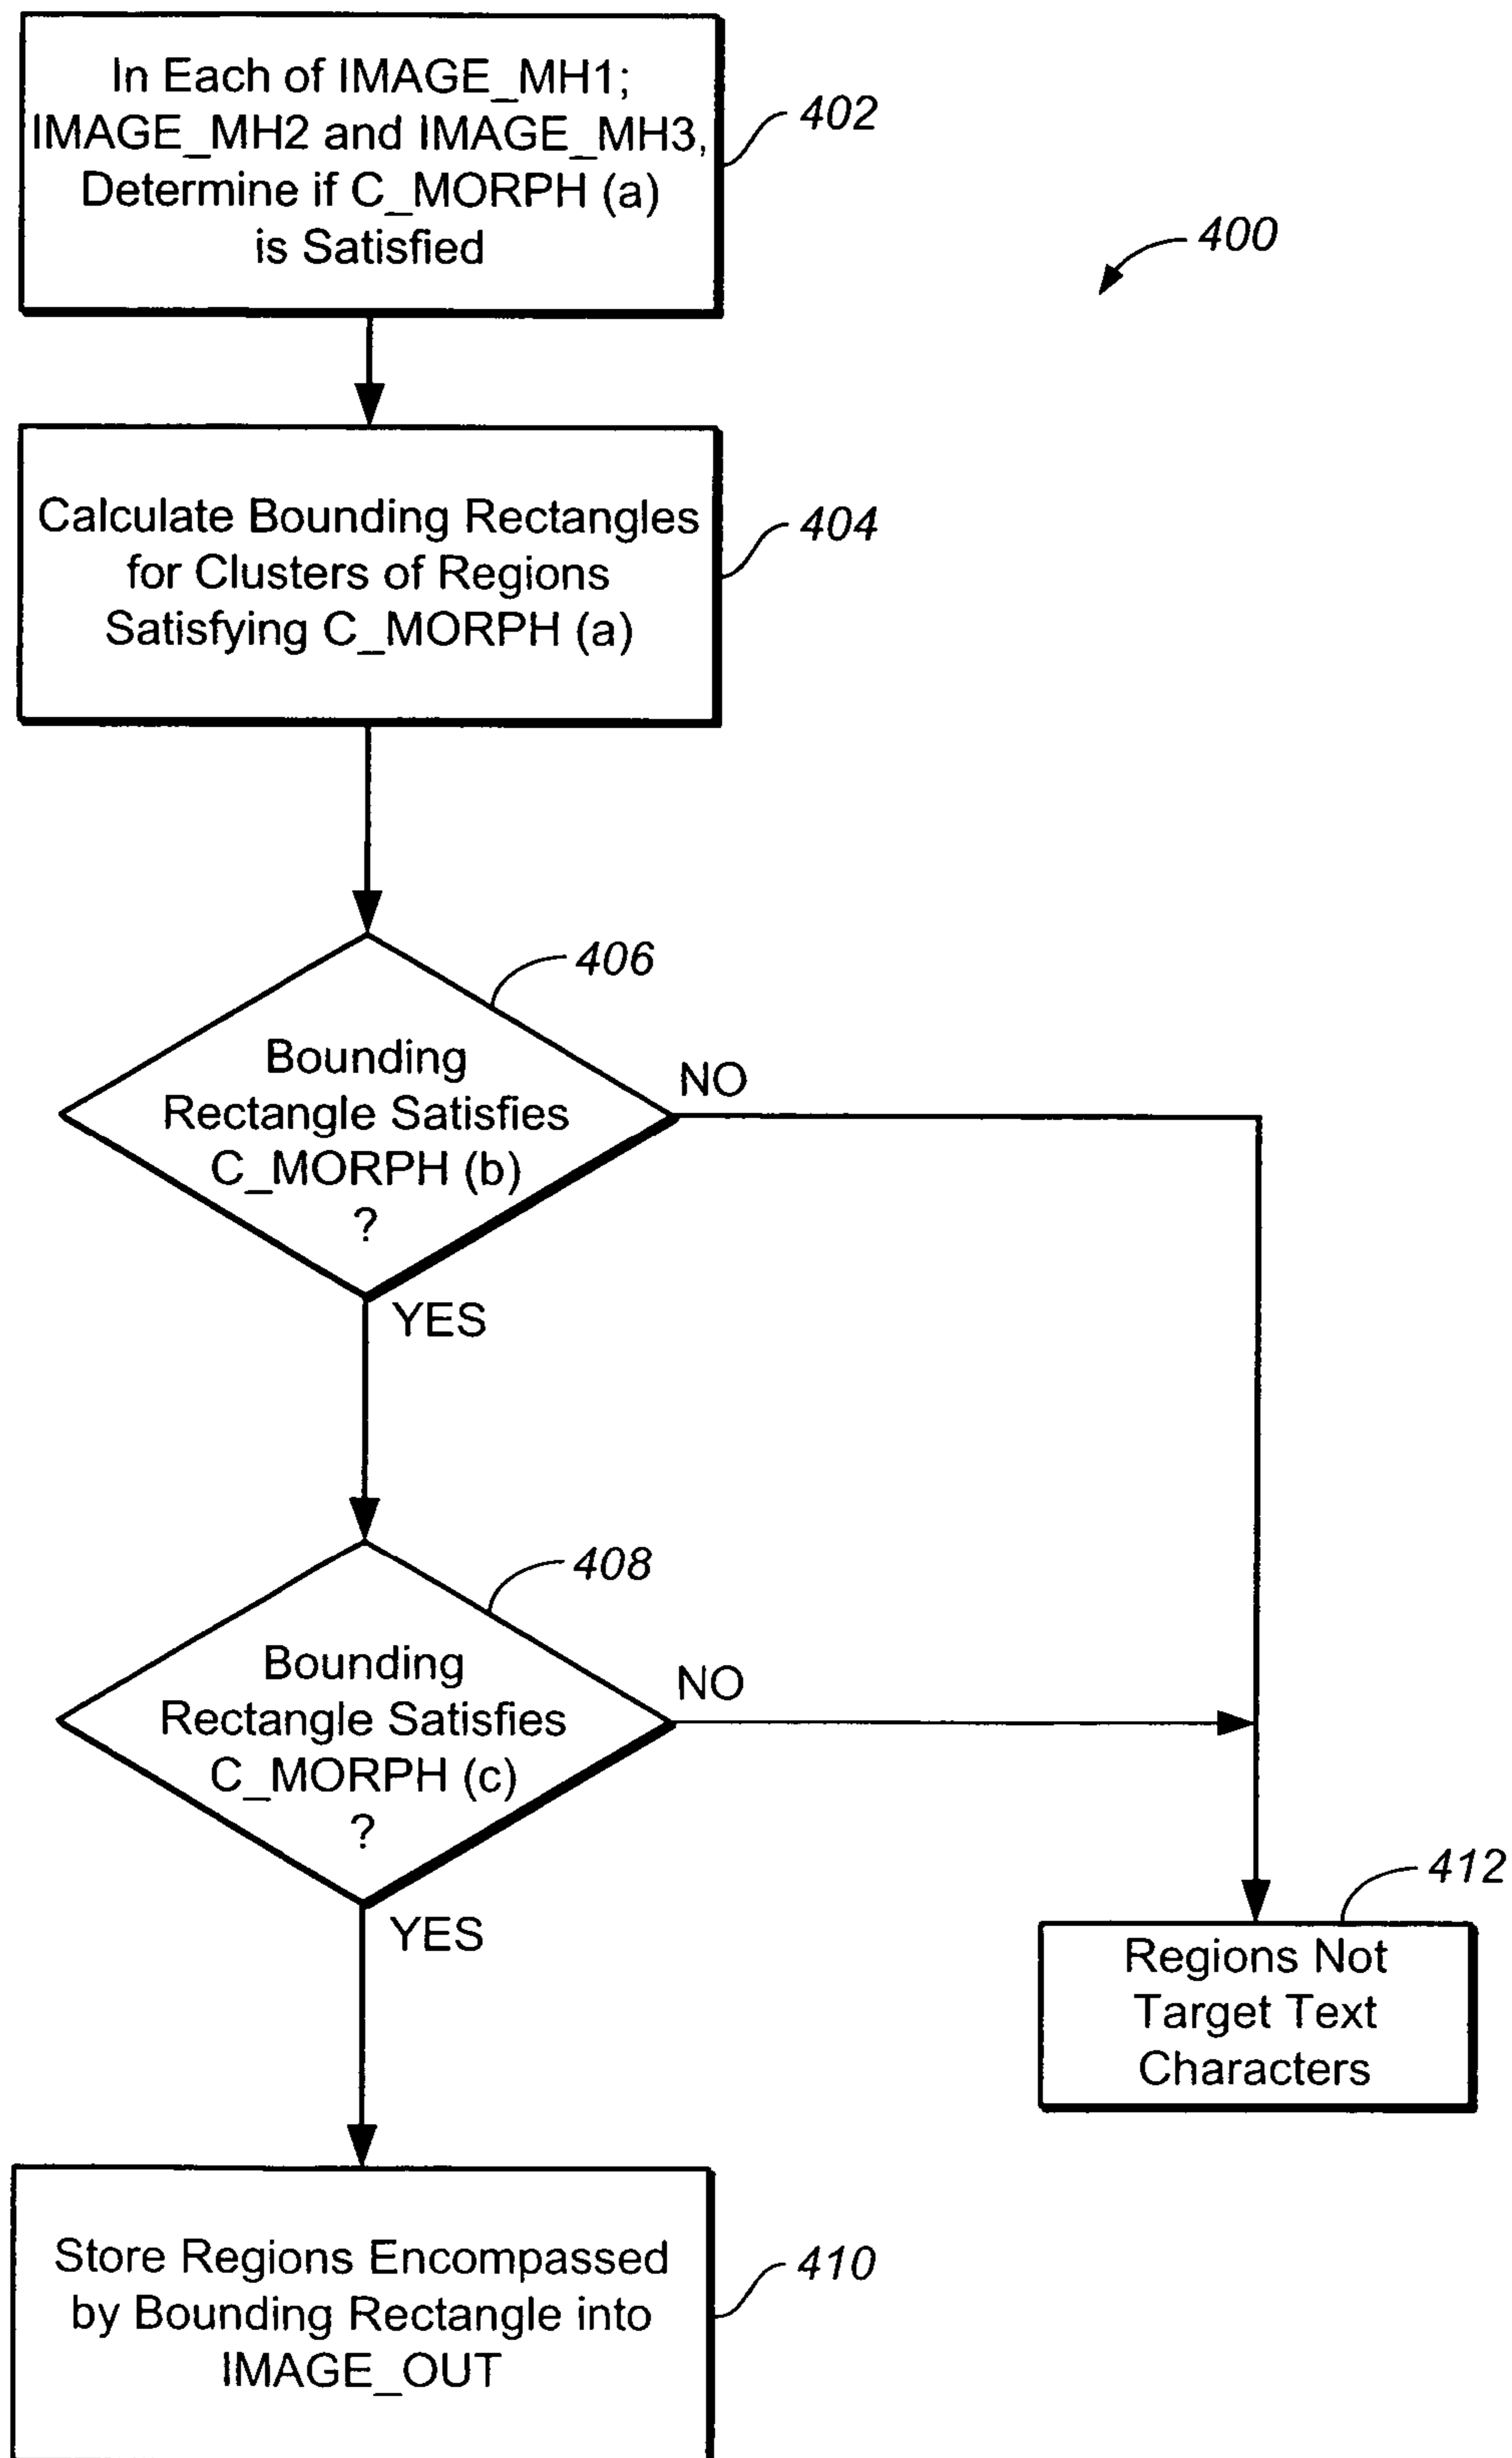 In Each of IMAGE_MH1;
IMAGE_MH2 and IMAGE_MH3,
Determine if C_MORPH (a)
is Satisfied
402
400
Calculate Bounding Rectangles
for Clusters of Regions
Satisfying C_MORPH (a)
404
406
Bounding
Rectangle Satisfies
C_MORPH (b)
?
NO
YES
408
Bounding
Rectangle Satisfies
C_MORPH (c)
?
NO
YES
412
Regions Not
Target Text
Characters
Store Regions Encompassed
by Bounding Rectangle into
IMAGE_OUT
410